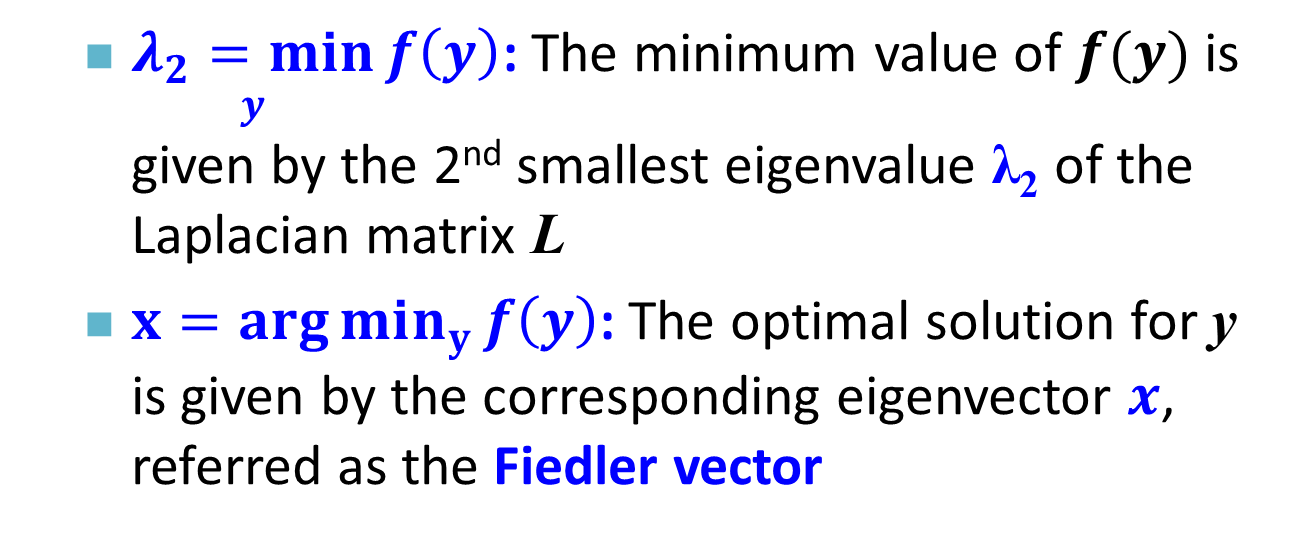 λ₂ = min f(y): The minimum value of f(y) is
y
given by the 2nd smallest eigenvalue λ₂ of the
Laplacian matrix L
x = arg min_y f(y): The optimal solution for y
is given by the corresponding eigenvector x,
referred as the Fiedler vector